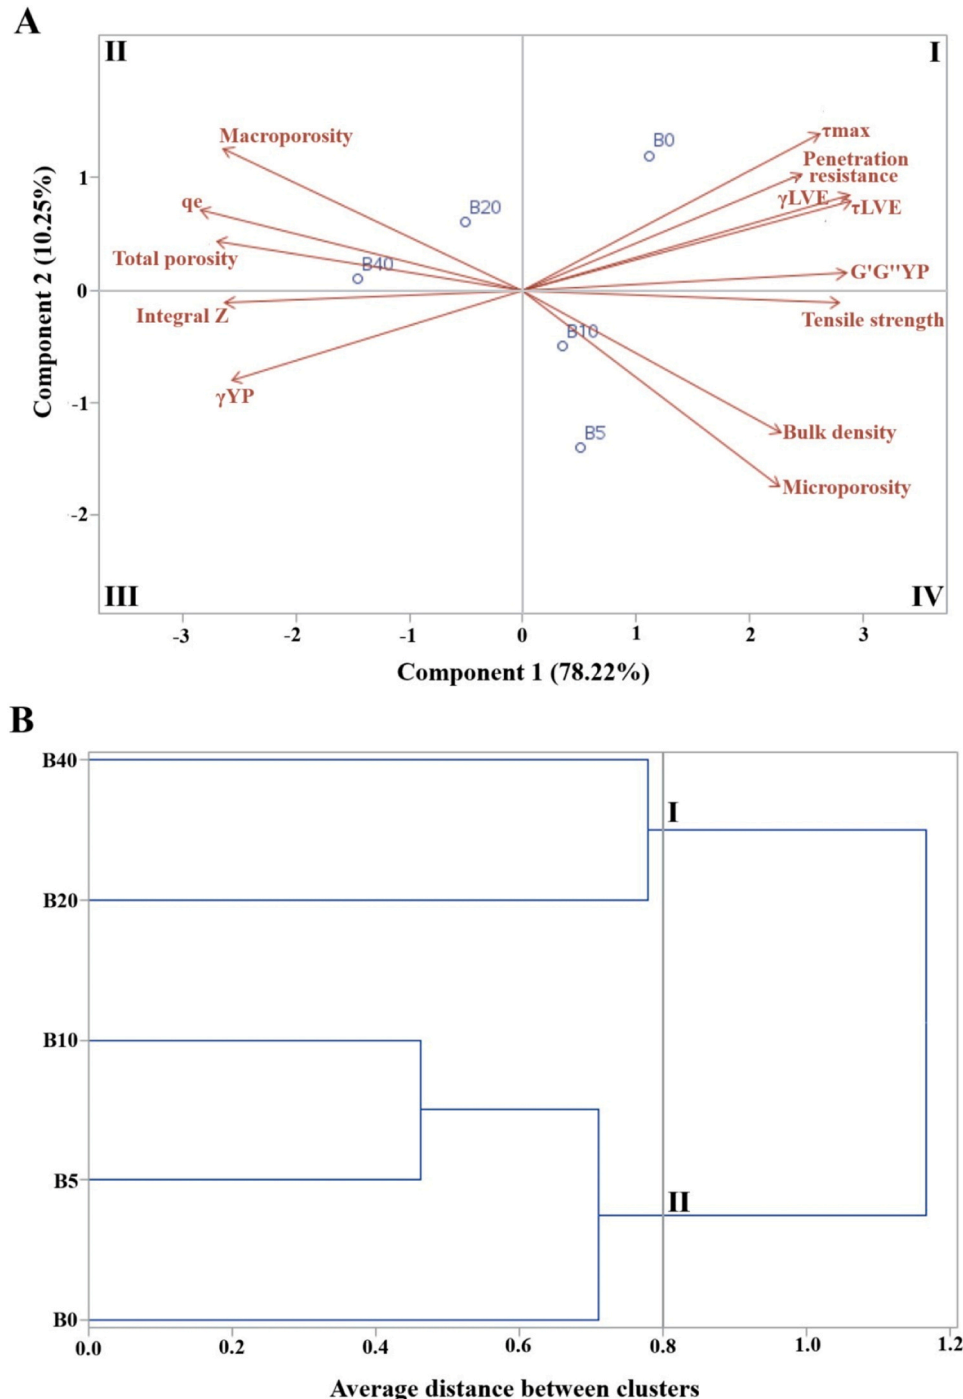 A
II
I
Macroporosity
τmax
B0
Penetration
resistance
1
qe
γLVE
τLVE
B20
Total porosity
B40
G'G''YP
0
Integral Z
Tensile strength
B10
γYP
-1
B5
Bulk density
Microporosity
-2
III
IV
-3
-2
-1
0
1
2
3
Component 2 (10.25%)
Component 1 (78.22%)
B
B40
I
B20
B10
B5
II
B0
0.0
0.2
0.4
0.6
0.8
1.0
1.2
Average distance between clusters